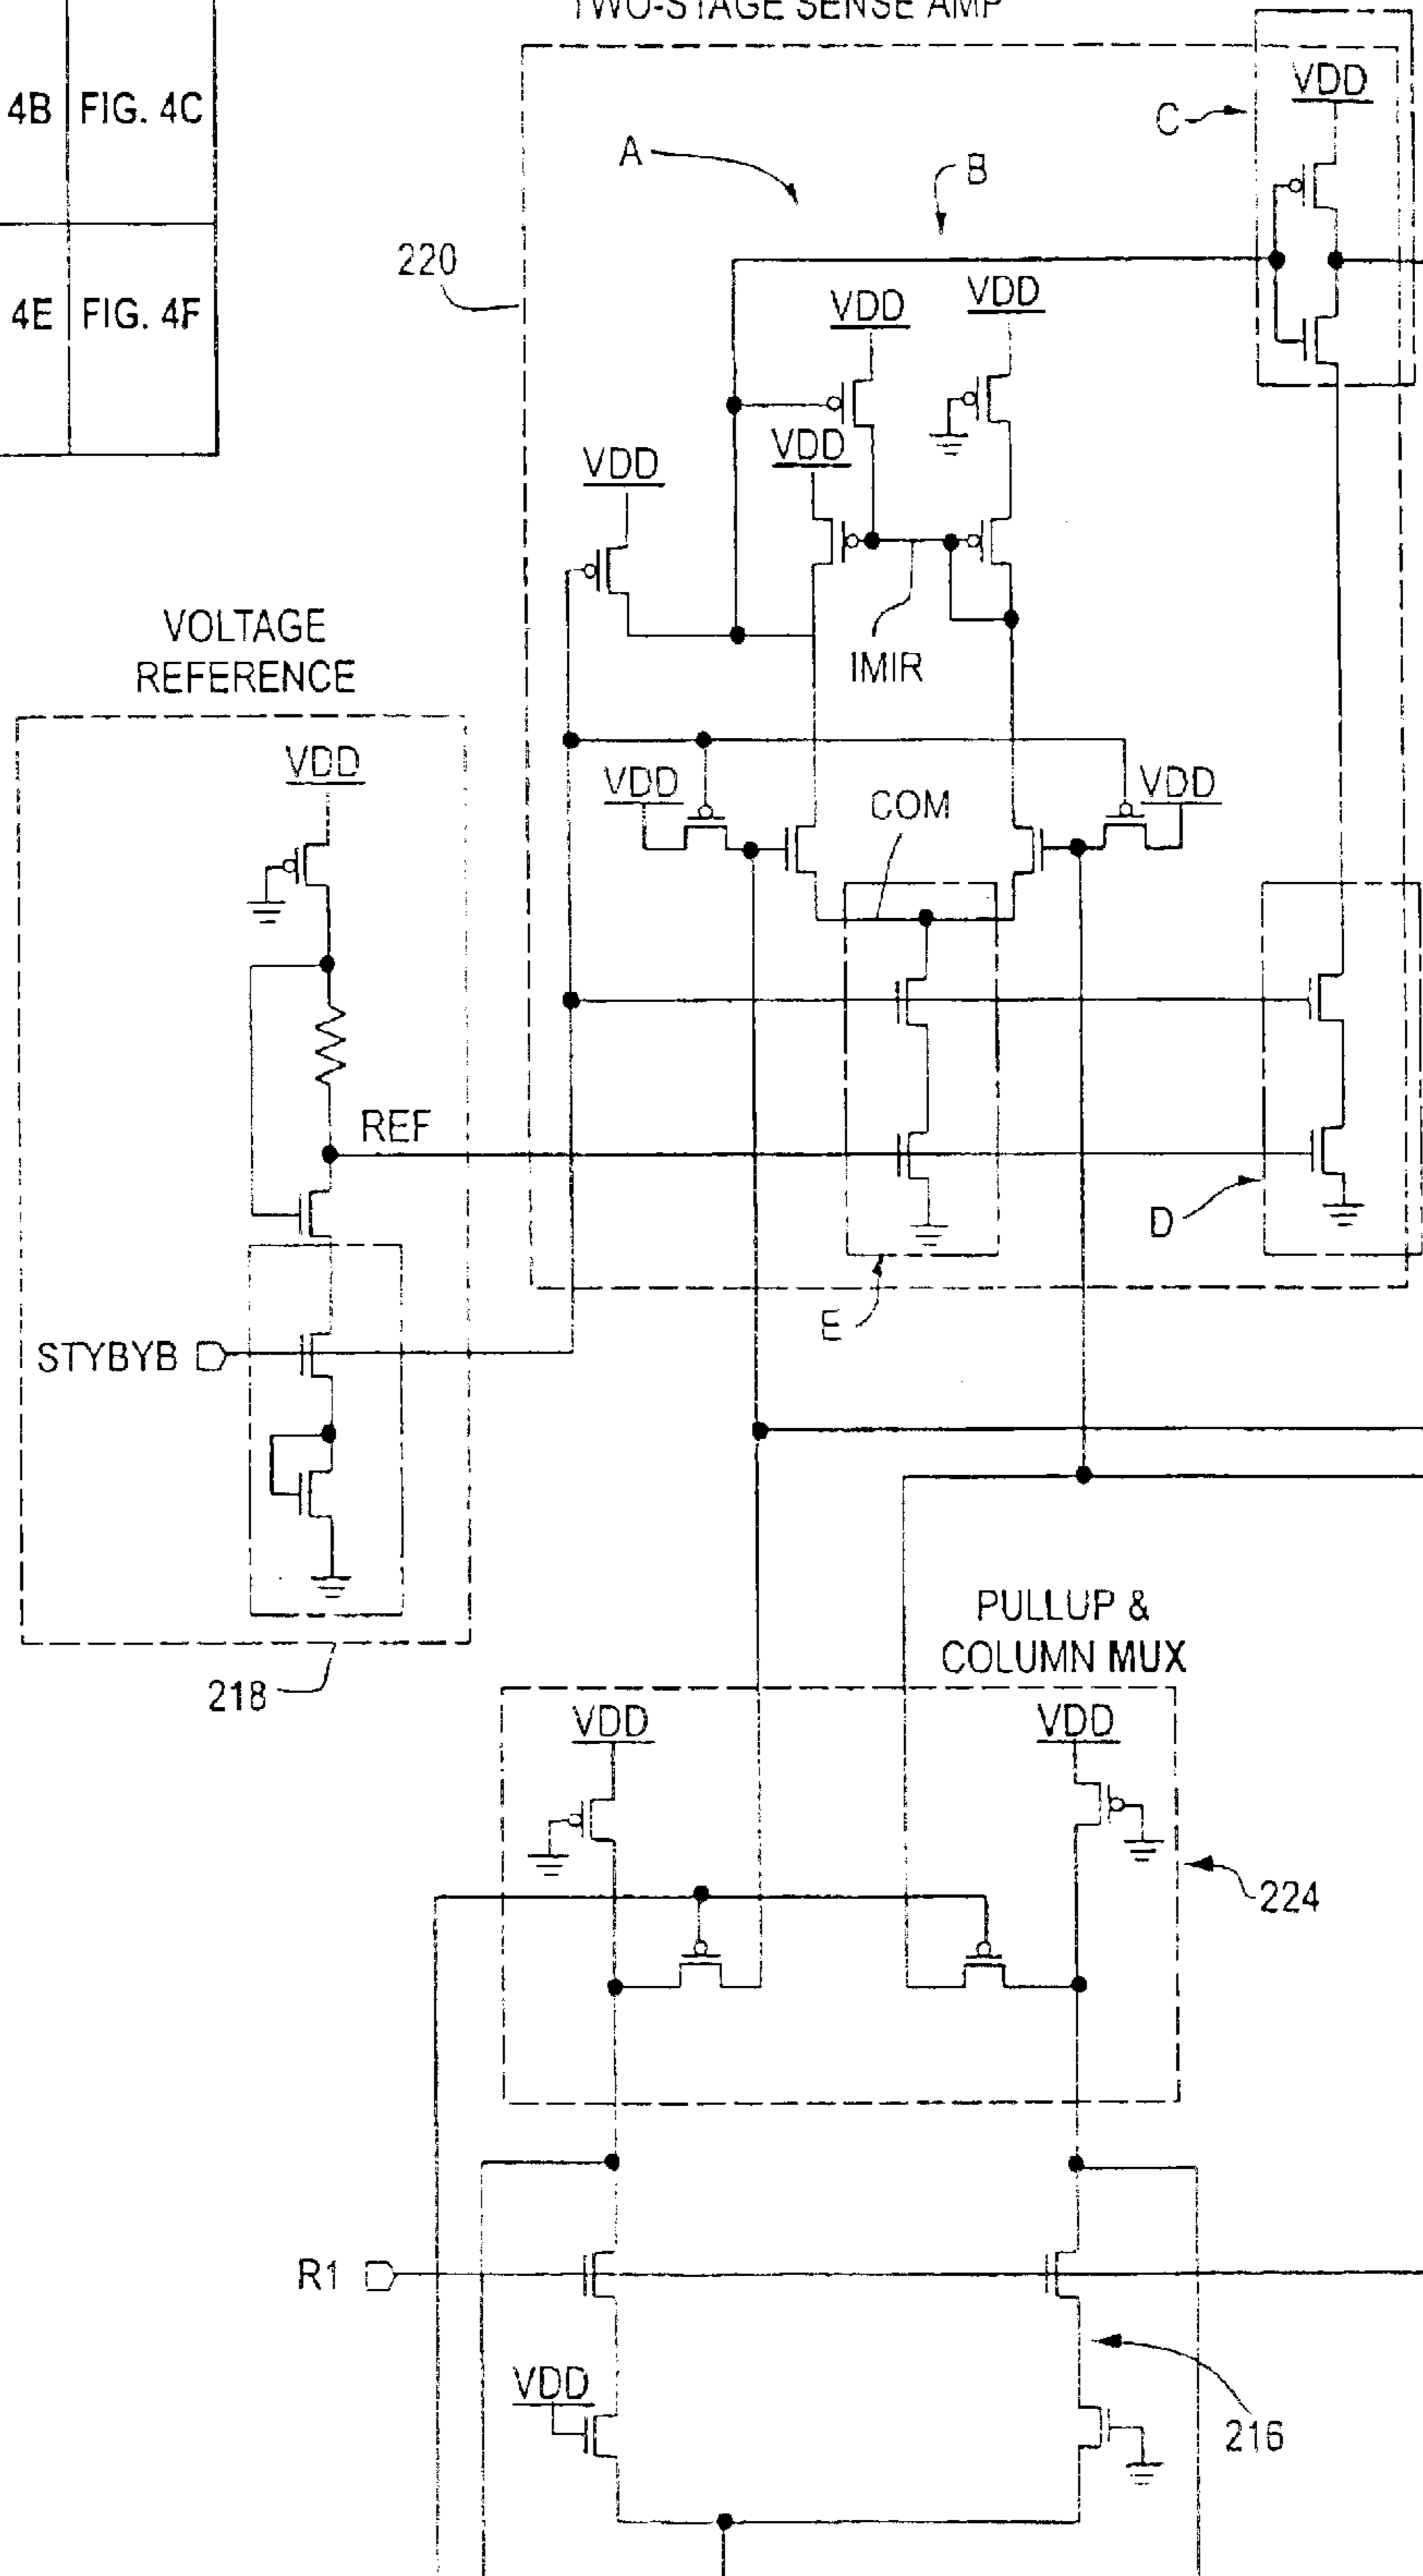 TWO-STAGE SENSE AMP
4B FIG. 4C
4E FIG. 4F
C
VDD
A
B
220
VDD
VDD
VDD
VDD
IMIR
VOLTAGE
REFERENCE
VDD
VDD
COM
VDD
REF
D
E
STYBYB
218
PULLUP &
COLUMN MUX
VDD
VDD
224
R1
VDD
216